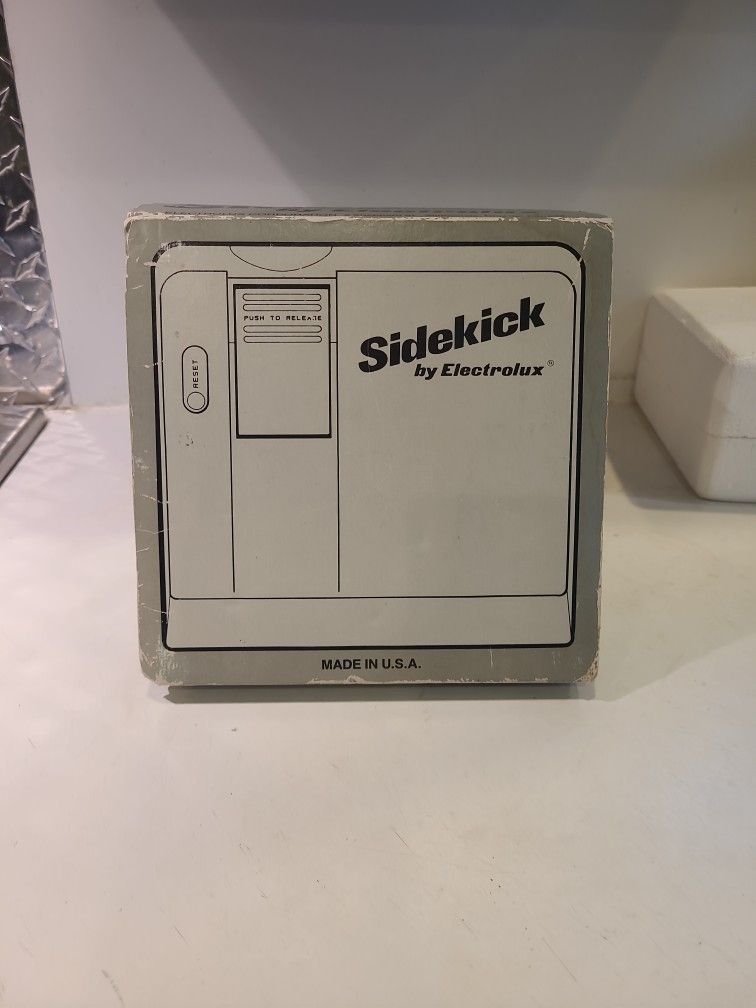 PUSH TO RELEASE
RESET
Sidekick
by Electrolux®
MADE IN U.S.A.